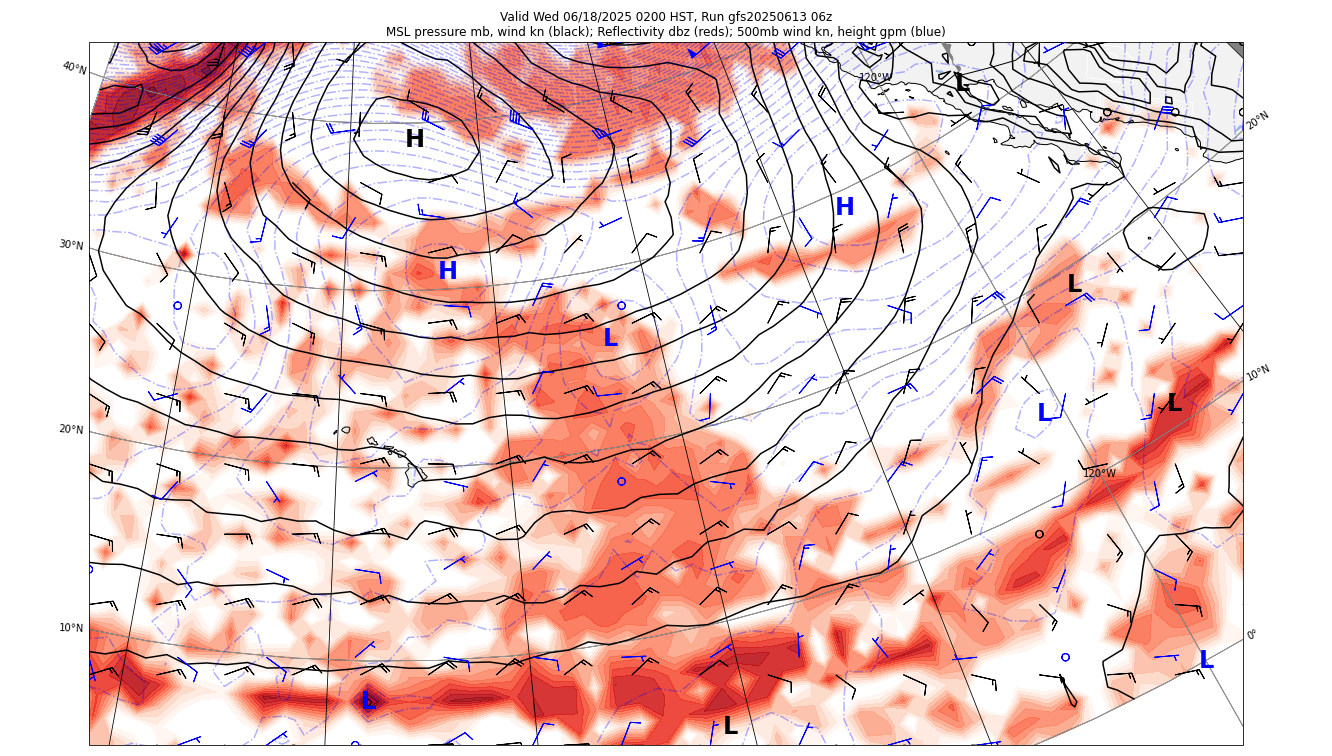 Valid Wed 06/18/2025 0200 HST, Run gfs20250613 06z
MSL pressure mb, wind kn (black); Reflectivity dbz (reds); 500mb wind kn, height gpm (blue)
40°N
120°W
L
20°N
H
H
30°N
H
L
L
10°N
L
L
20°N
120°W
10°N
0°
L
L
L